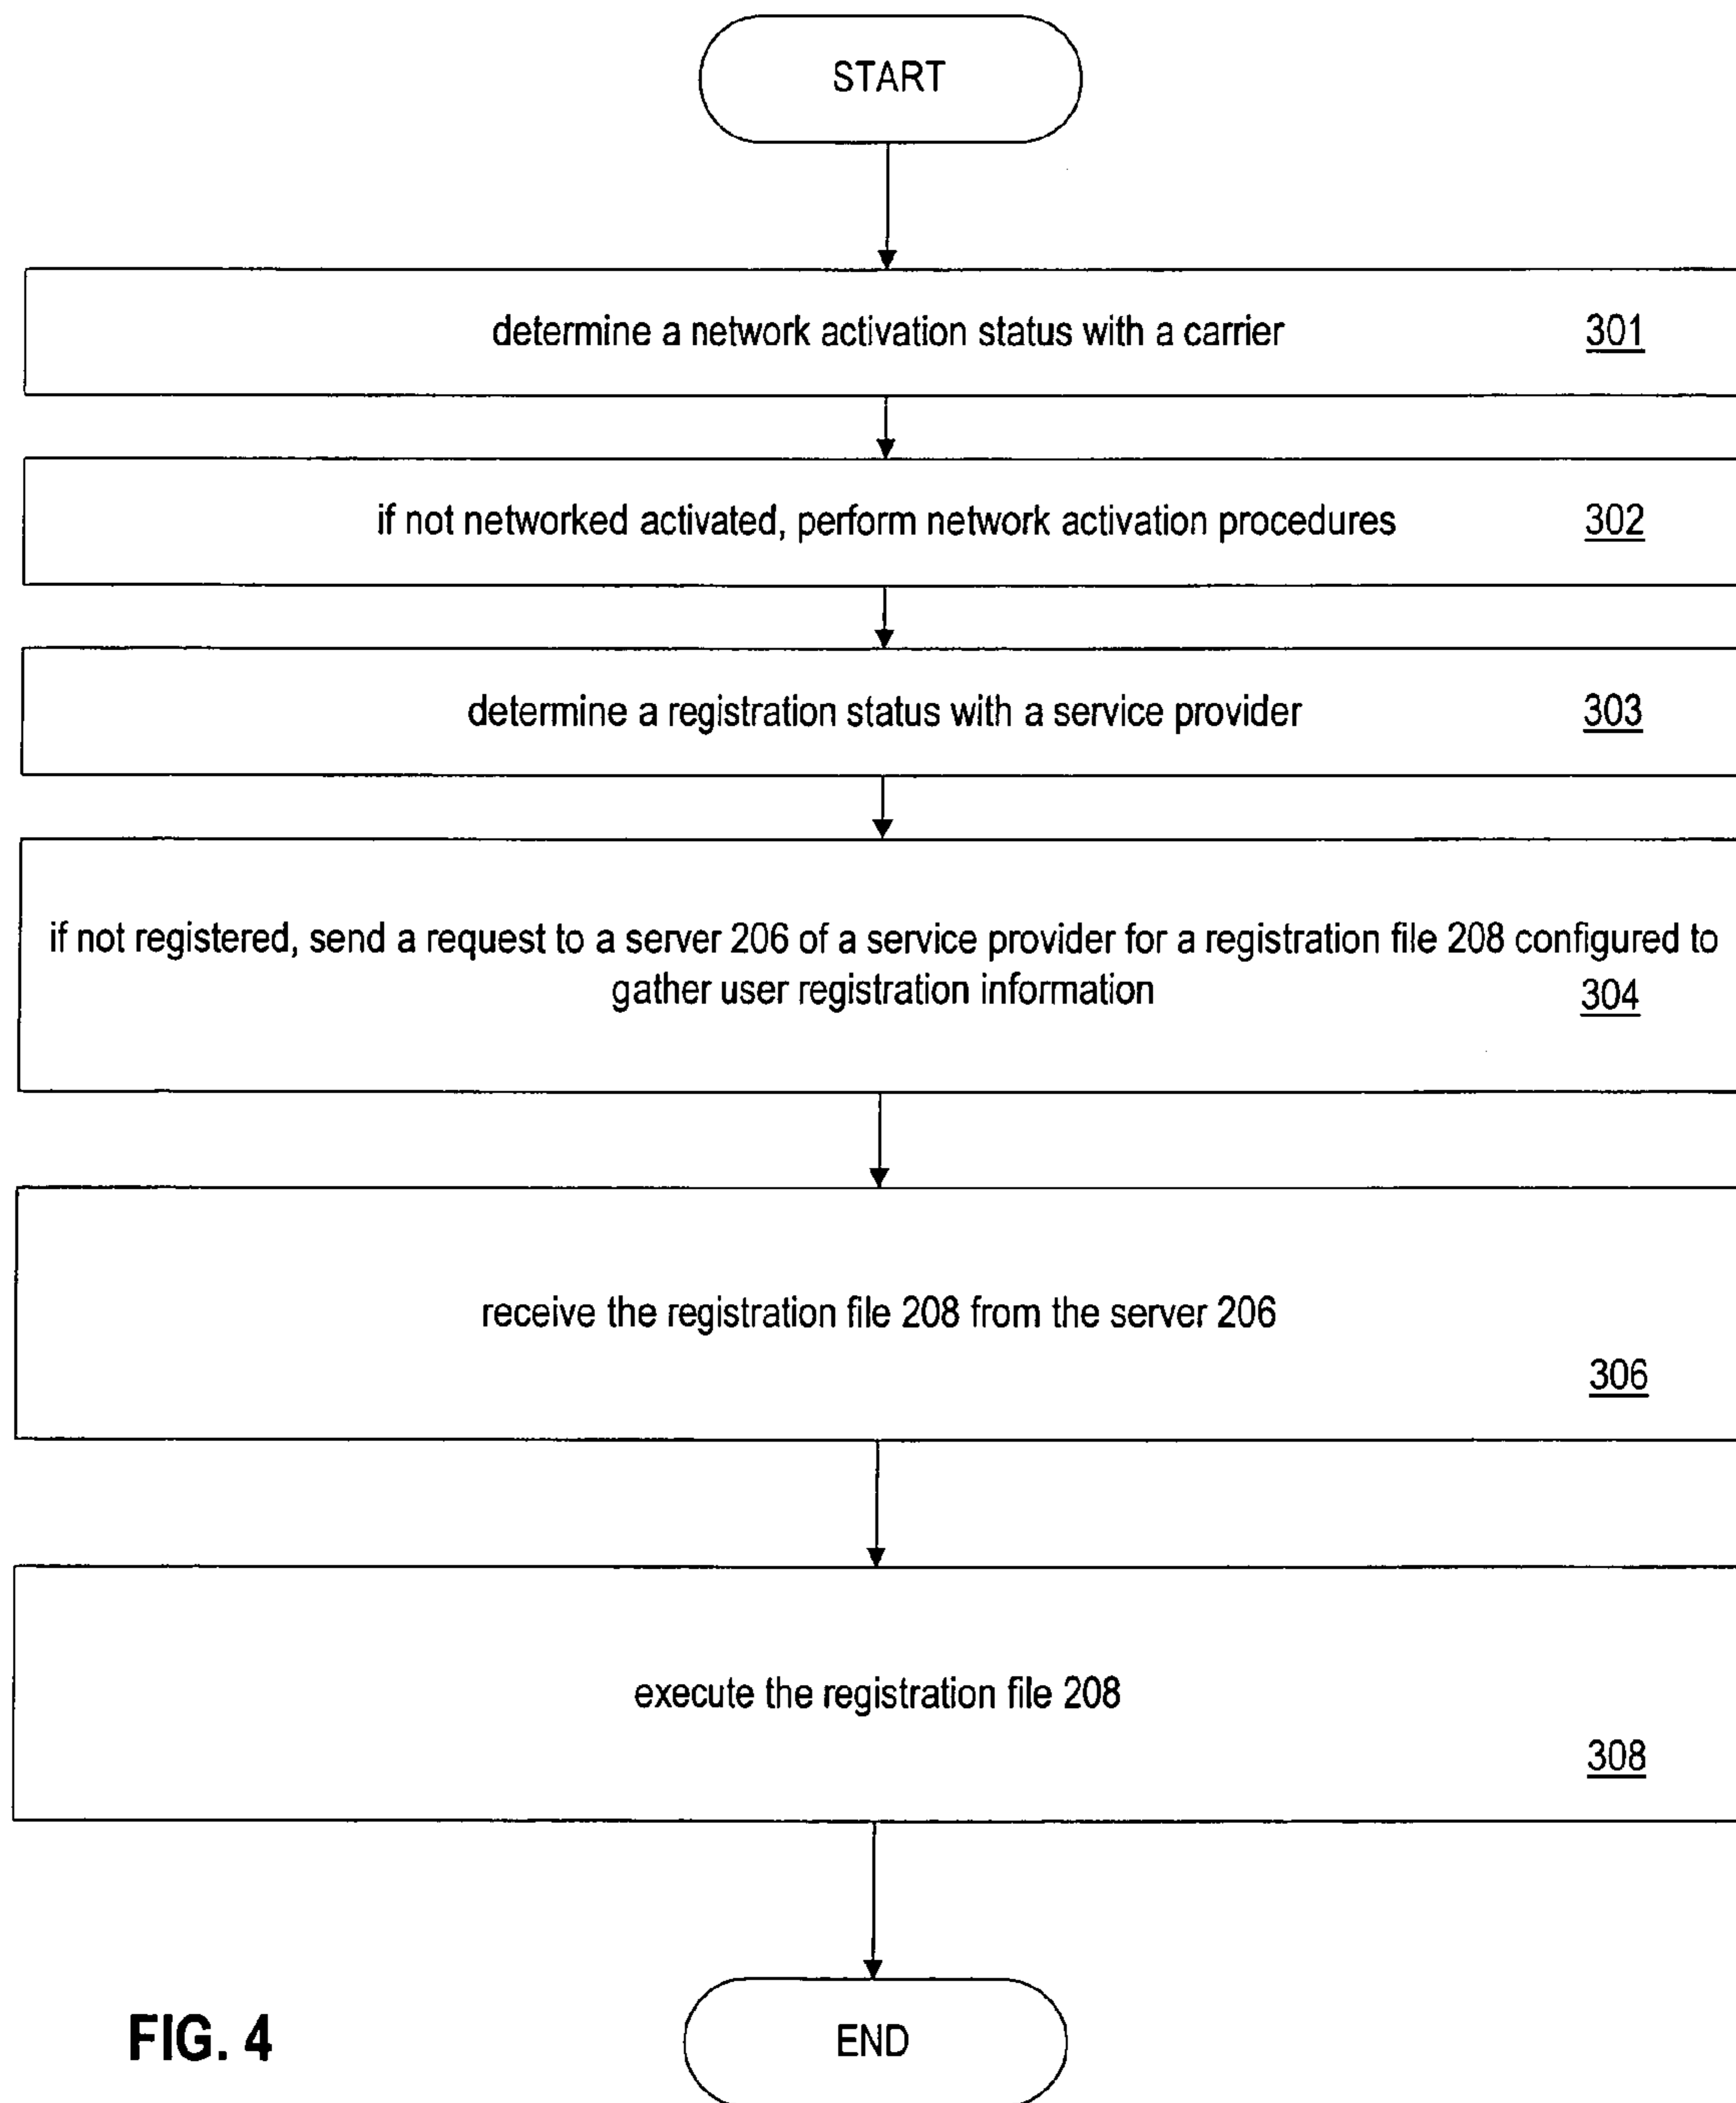 START
determine a network activation status with a carrier 301
if not networked activated, perform network activation procedures 302
determine a registration status with a service provider 303
if not registered, send a request to a server 206 of a service provider for a registration file 208 configured to
gather user registration information 304
receive the registration file 208 from the server 206
306
execute the registration file 208
308
END
FIG. 4